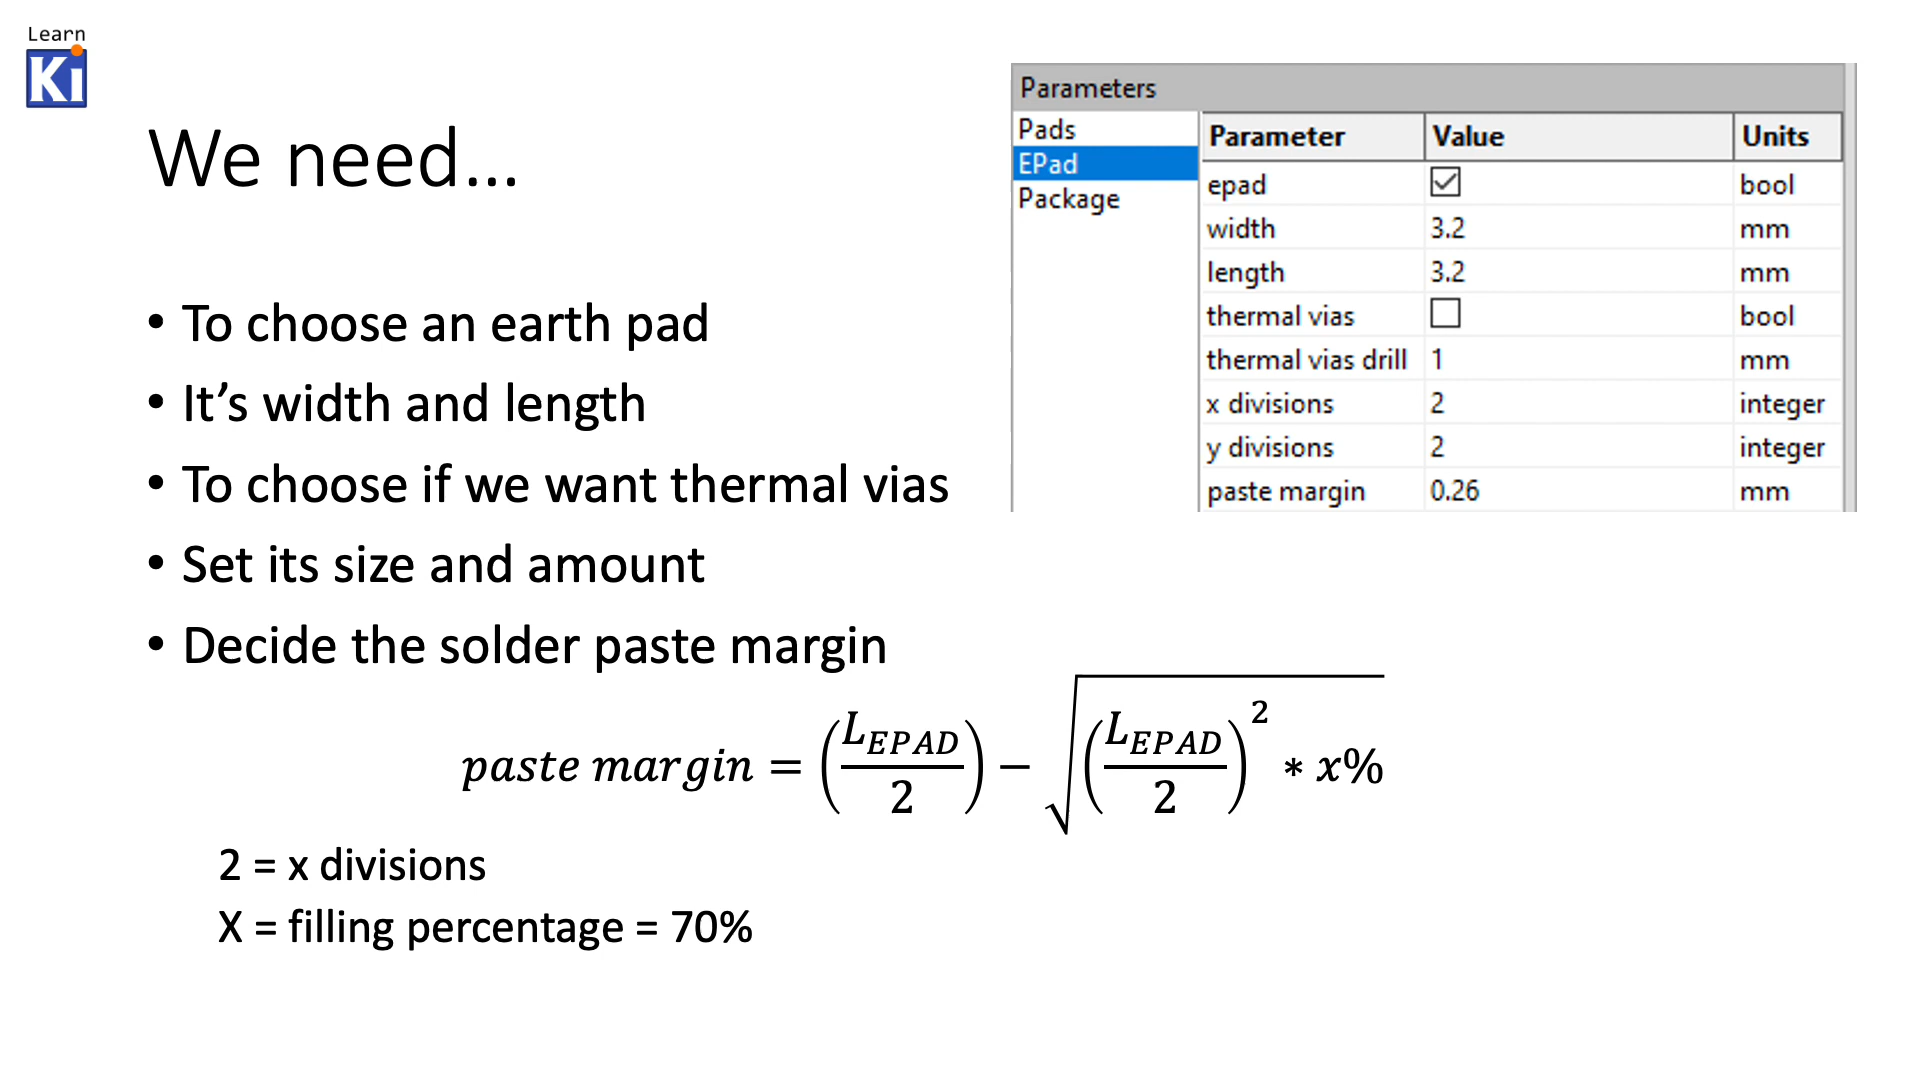 Learn
Ki
We need...
• To choose an earth pad
• It’s width and length
• To choose if we want thermal vias
• Set its size and amount
• Decide the solder paste margin
Parameters
Pads
EPad
Package
Parameter Value Units
epad bool
width 3.2 mm
length 3.2 mm
thermal vias bool
thermal vias drill 1 mm
x divisions 2 integer
y divisions 2 integer
paste margin 0.26 mm
paste margin = (L_EPAD / 2) − √((L_EPAD / 2)² * x%)
2 = x divisions
X = filling percentage = 70%